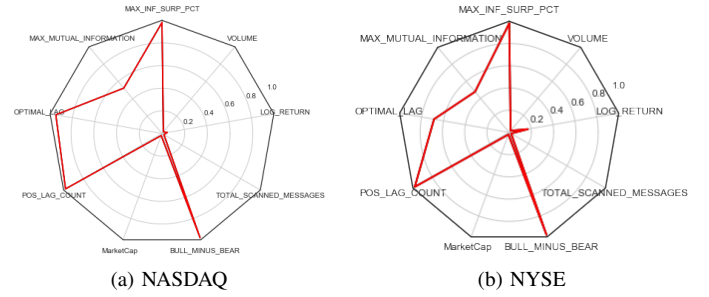 MAX_INF_SURP_PCT
MAX_MUTUAL_INFORMATION
VOLUME
OPTIMAL_LAG
0.2
0.4
0.6
0.8
1.0
LOG_RETURN
POS_LAG_COUNT
TOTAL_SCANNED_MESSAGES
MarketCap
BULL_MINUS_BEAR
(a) NASDAQ
MAX_INF_SURP_PCT
MAX_MUTUAL_INFORMATION
VOLUME
OPTIMAL_LAG
0.2
0.4
0.6
0.8
1.0
LOG_RETURN
POS_LAG_COUNT
TOTAL_SCANNED_MESSAGES
MarketCap
BULL_MINUS_BEAR
(b) NYSE